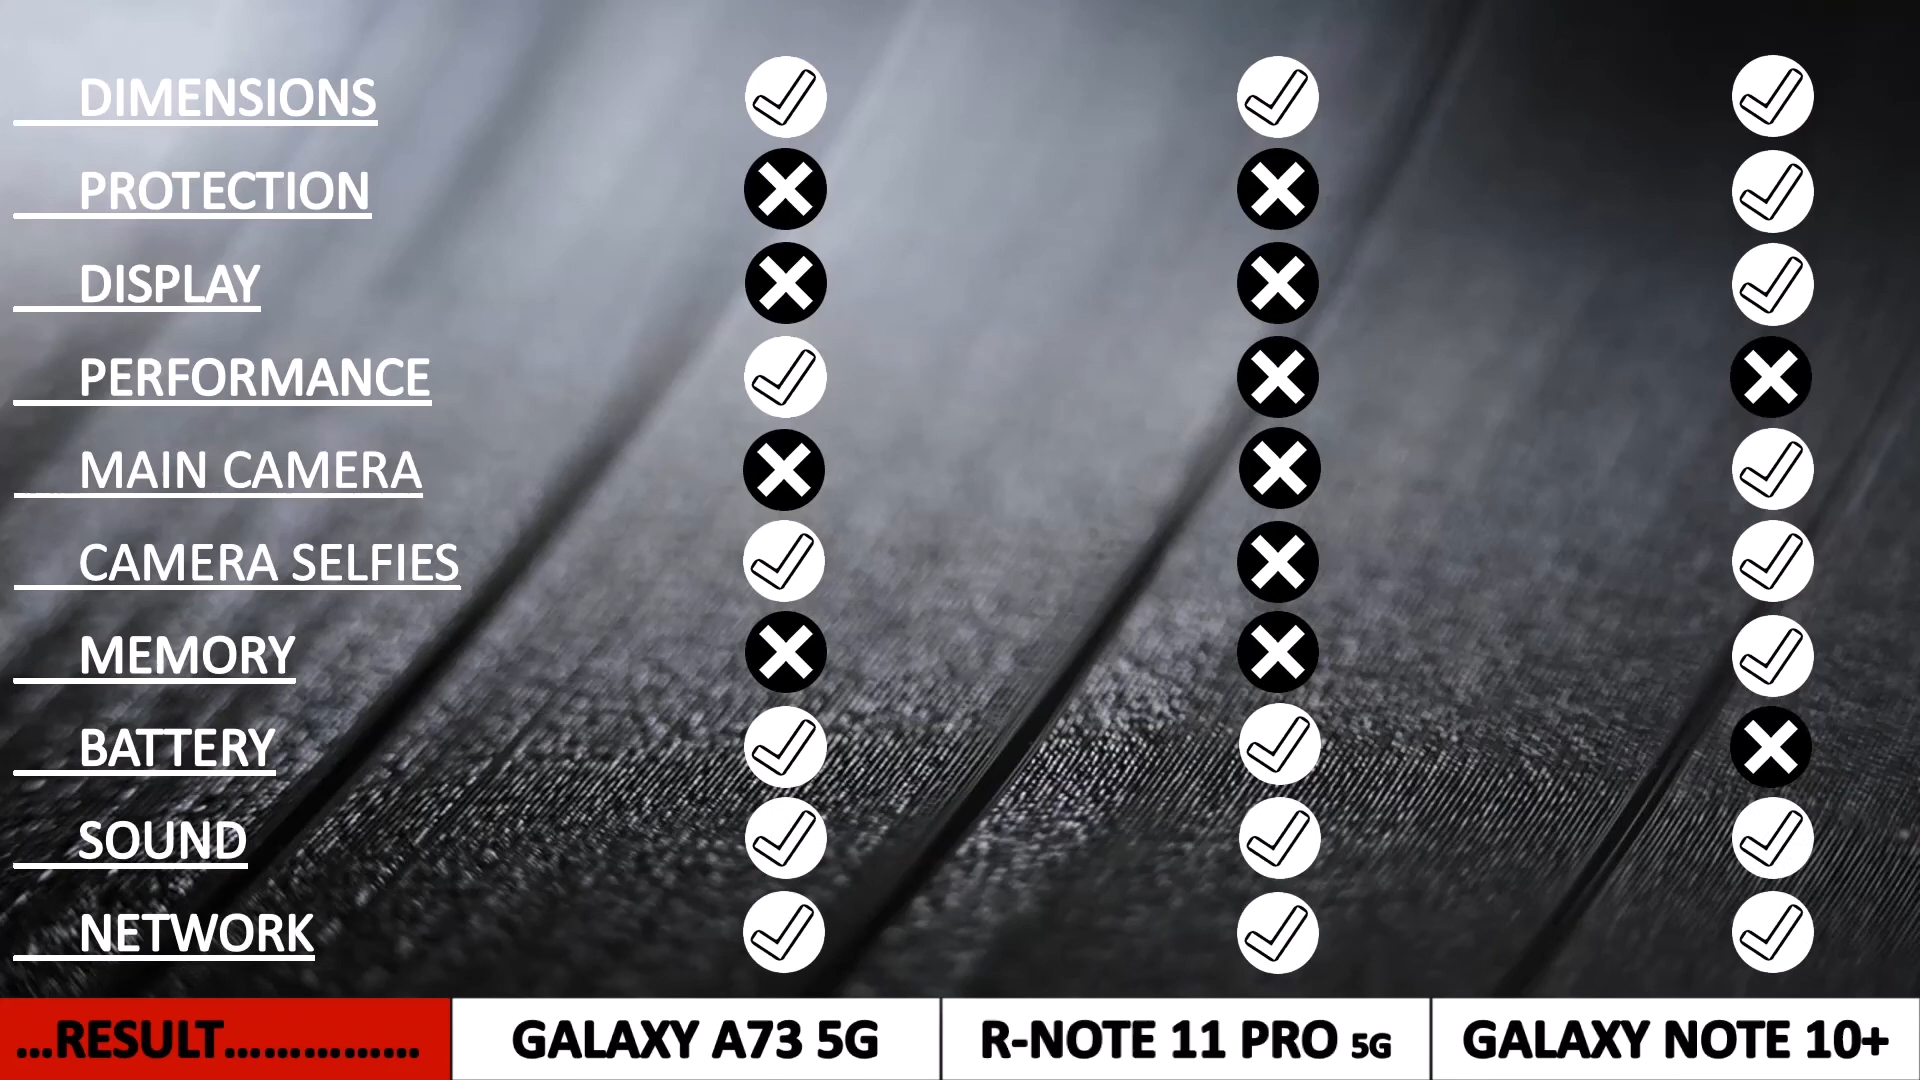 DIMENSIONS
PROTECTION
DISPLAY
PERFORMANCE
MAIN CAMERA
CAMERA SELFIES
MEMORY
BATTERY
SOUND
NETWORK
...RESULT............... GALAXY A73 5G R-NOTE 11 PRO 5G GALAXY NOTE 10+